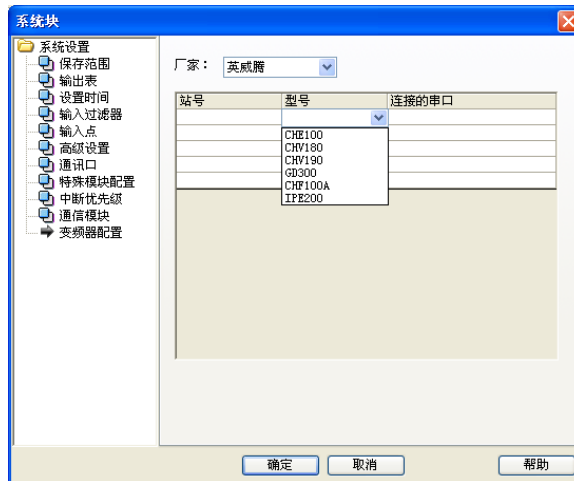 系统块
系统设置
保存范围
输出表
设置时间
输入过滤器
输入点
高级设置
通讯口
特殊模块配置
中断优先级
通信模块
变频器配置
厂家： 英威腾
站号 型号 连接的串口
CHE100
CHV180
CHV190
GD300
CHF100A
IPE200
确定 取消 帮助